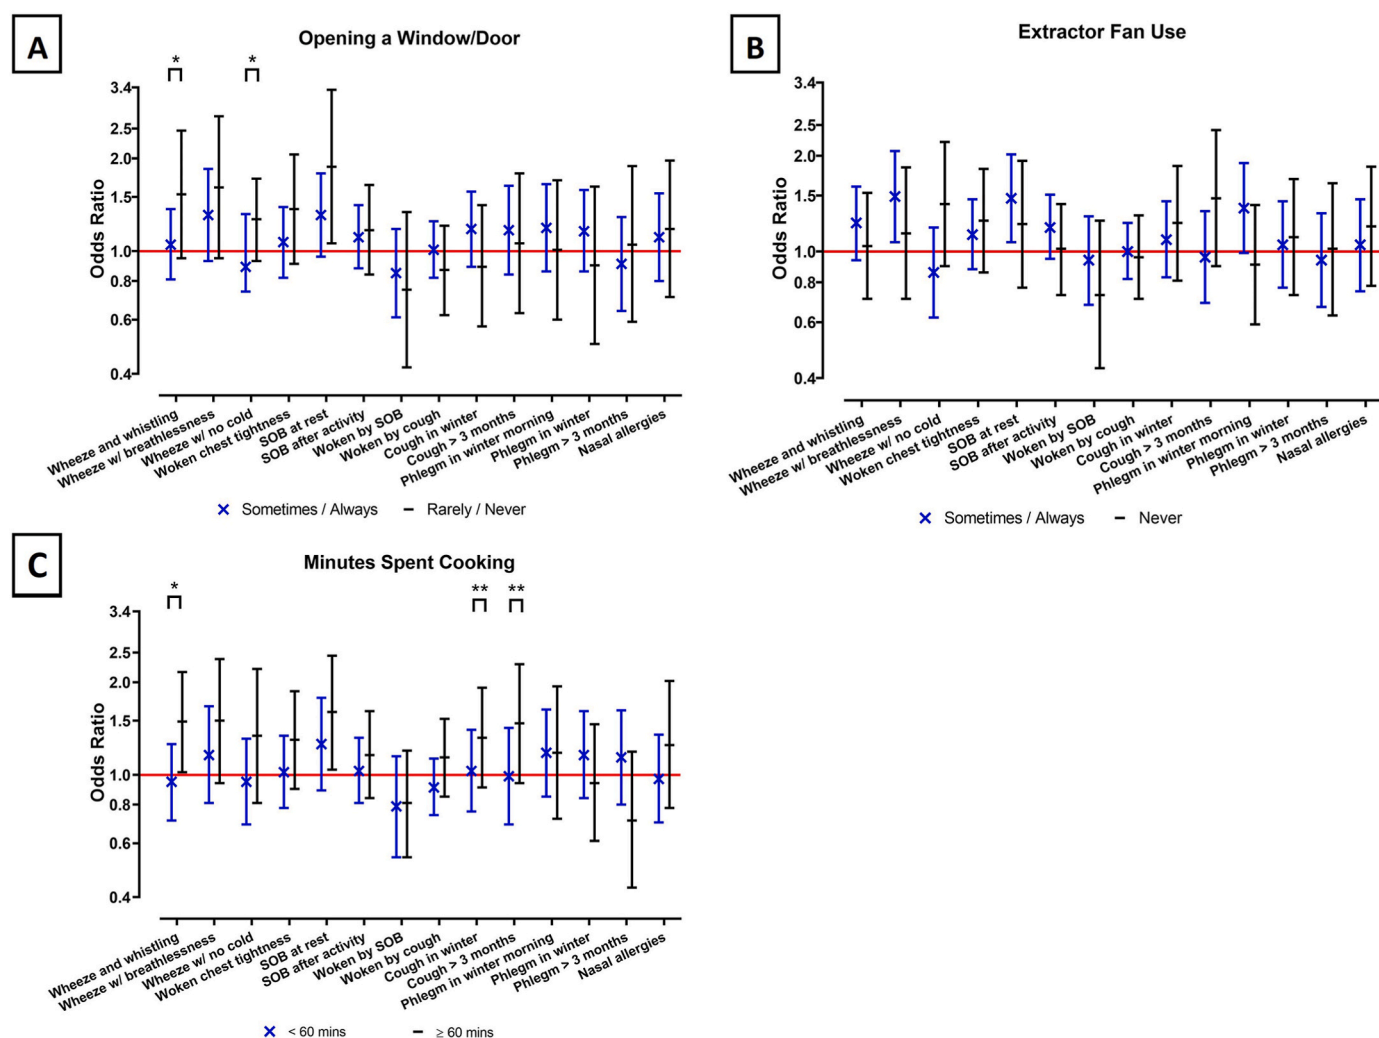 A
Opening a Window/Door
* *
Odds Ratio
3.4
2.5
2.0
1.5
1.0
0.8
0.6
0.4
Wheeze and whistling
Wheeze w/ breathlessness
Wheeze w/ no cold
Woken chest tightness
SOB at rest
SOB after activity
Woken by SOB
Woken by cough
Cough in winter
Cough > 3 months
Phlegm in winter morning
Phlegm in winter
Phlegm > 3 months
Nasal allergies
Sometimes / Always Rarely / Never
B
Extractor Fan Use
Odds Ratio
3.4
2.5
2.0
1.5
1.0
0.8
0.6
0.4
Wheeze and whistling
Wheeze w/ breathlessness
Wheeze w/ no cold
Woken chest tightness
SOB at rest
SOB after activity
Woken by SOB
Woken by cough
Cough in winter
Cough > 3 months
Phlegm in winter morning
Phlegm in winter
Phlegm > 3 months
Nasal allergies
Sometimes / Always Never
C
Minutes Spent Cooking
* ** **
Odds Ratio
3.4
2.5
2.0
1.5
1.0
0.8
0.6
0.4
Wheeze and whistling
Wheeze w/ breathlessness
Wheeze w/ no cold
Woken chest tightness
SOB at rest
SOB after activity
Woken by SOB
Woken by cough
Cough in winter
Cough > 3 months
Phlegm in winter morning
Phlegm in winter
Phlegm > 3 months
Nasal allergies
< 60 mins ≥ 60 mins